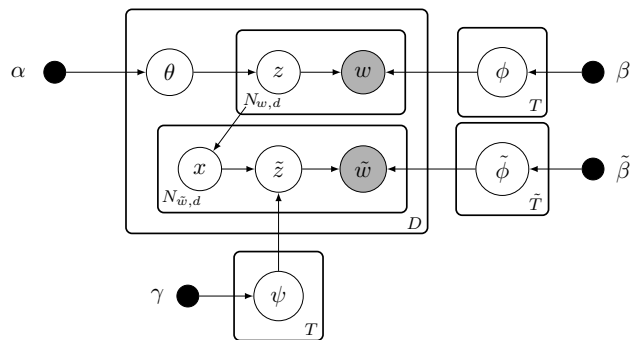 α θ z w ϕ β
N_{w,d} T
x z̃ w̃ ϕ̃ β̃
N_{w̃,d} T̃
D
γ ψ
T